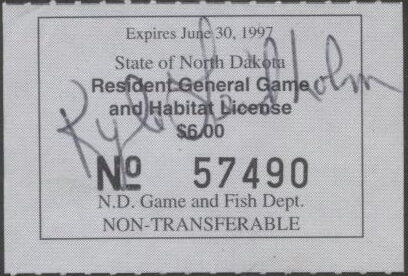 Expires June 30, 1997
State of North Dakota
Resident General Game
and Habitat License
$6.00
Nº 57490
N.D. Game and Fish Dept.
NON-TRANSFERABLE